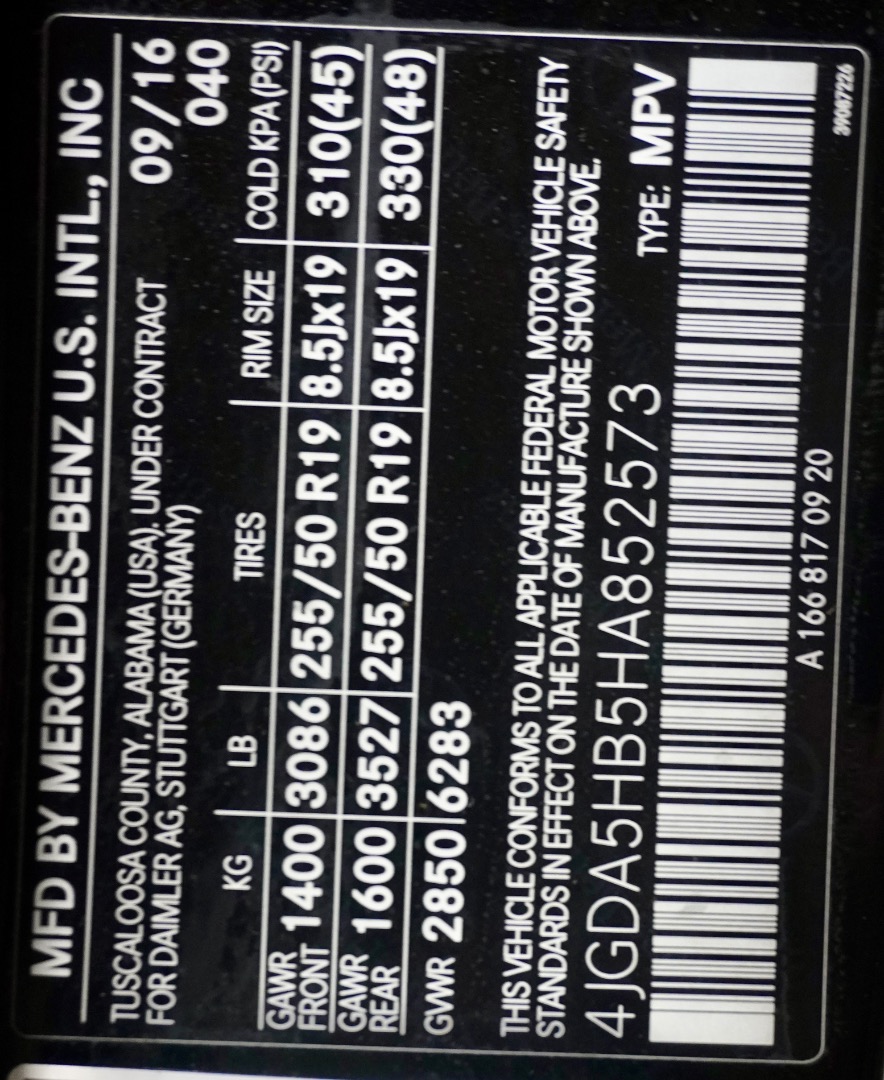 MFD BY MERCEDES-BENZ U.S. INTL., INC
TUSCALOOSA COUNTY, ALABAMA (USA). UNDER CONTRACT 09/16
FOR DAIMLER AG, STUTTGART (GERMANY) 040
KG LB TIRES RIM SIZE COLD KPA (PSI)
GAWR FRONT 1400 3086 255/50 R19 8.5Jx19 310(45)
GAWR REAR 1600 3527 255/50 R19 8.5Jx19 330(48)
GVWR 2850 6283
THIS VEHICLE CONFORMS TO ALL APPLICABLE FEDERAL MOTOR VEHICLE SAFETY
STANDARDS IN EFFECT ON THE DATE OF MANUFACTURE SHOWN ABOVE.
4JGDA5HB5HA852573 TYPE: MPV
A 166 817 09 20
39087226